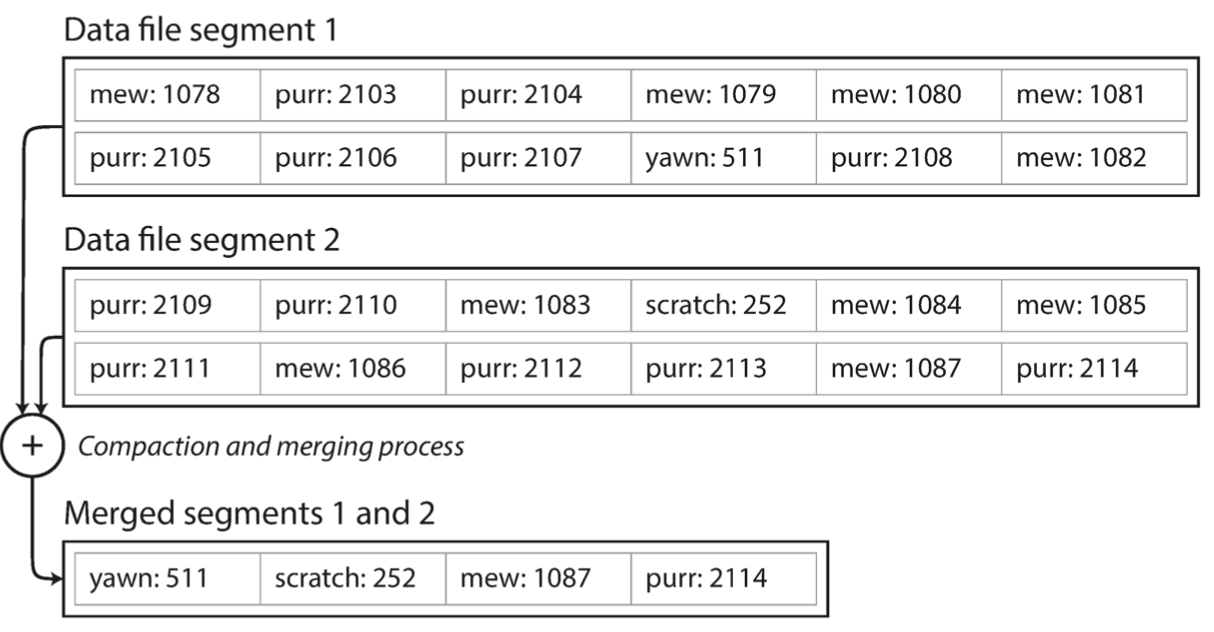 Data file segment 1
mew: 1078 purr: 2103 purr: 2104 mew: 1079 mew: 1080 mew: 1081
purr: 2105 purr: 2106 purr: 2107 yawn: 511 purr: 2108 mew: 1082
Data file segment 2
purr: 2109 purr: 2110 mew: 1083 scratch: 252 mew: 1084 mew: 1085
purr: 2111 mew: 1086 purr: 2112 purr: 2113 mew: 1087 purr: 2114
+ Compaction and merging process
Merged segments 1 and 2
yawn: 511 scratch: 252 mew: 1087 purr: 2114